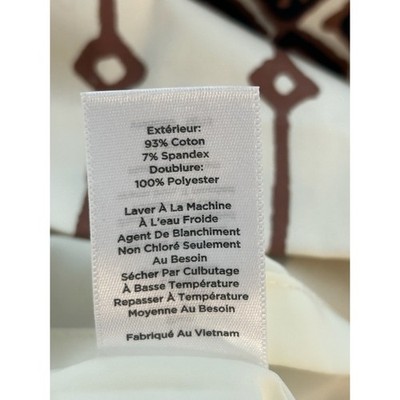 Extérieur:
93% Coton
7% Spandex
Doublure:
100% Polyester
Laver À La Machine
À L'eau Froide
Agent De Blanchiment
Non Chloré Seulement
Au Besoin
Sécher Par Culbutage
À Basse Température
Repasser À Température
Moyenne Au Besoin
Fabriqué Au Vietnam